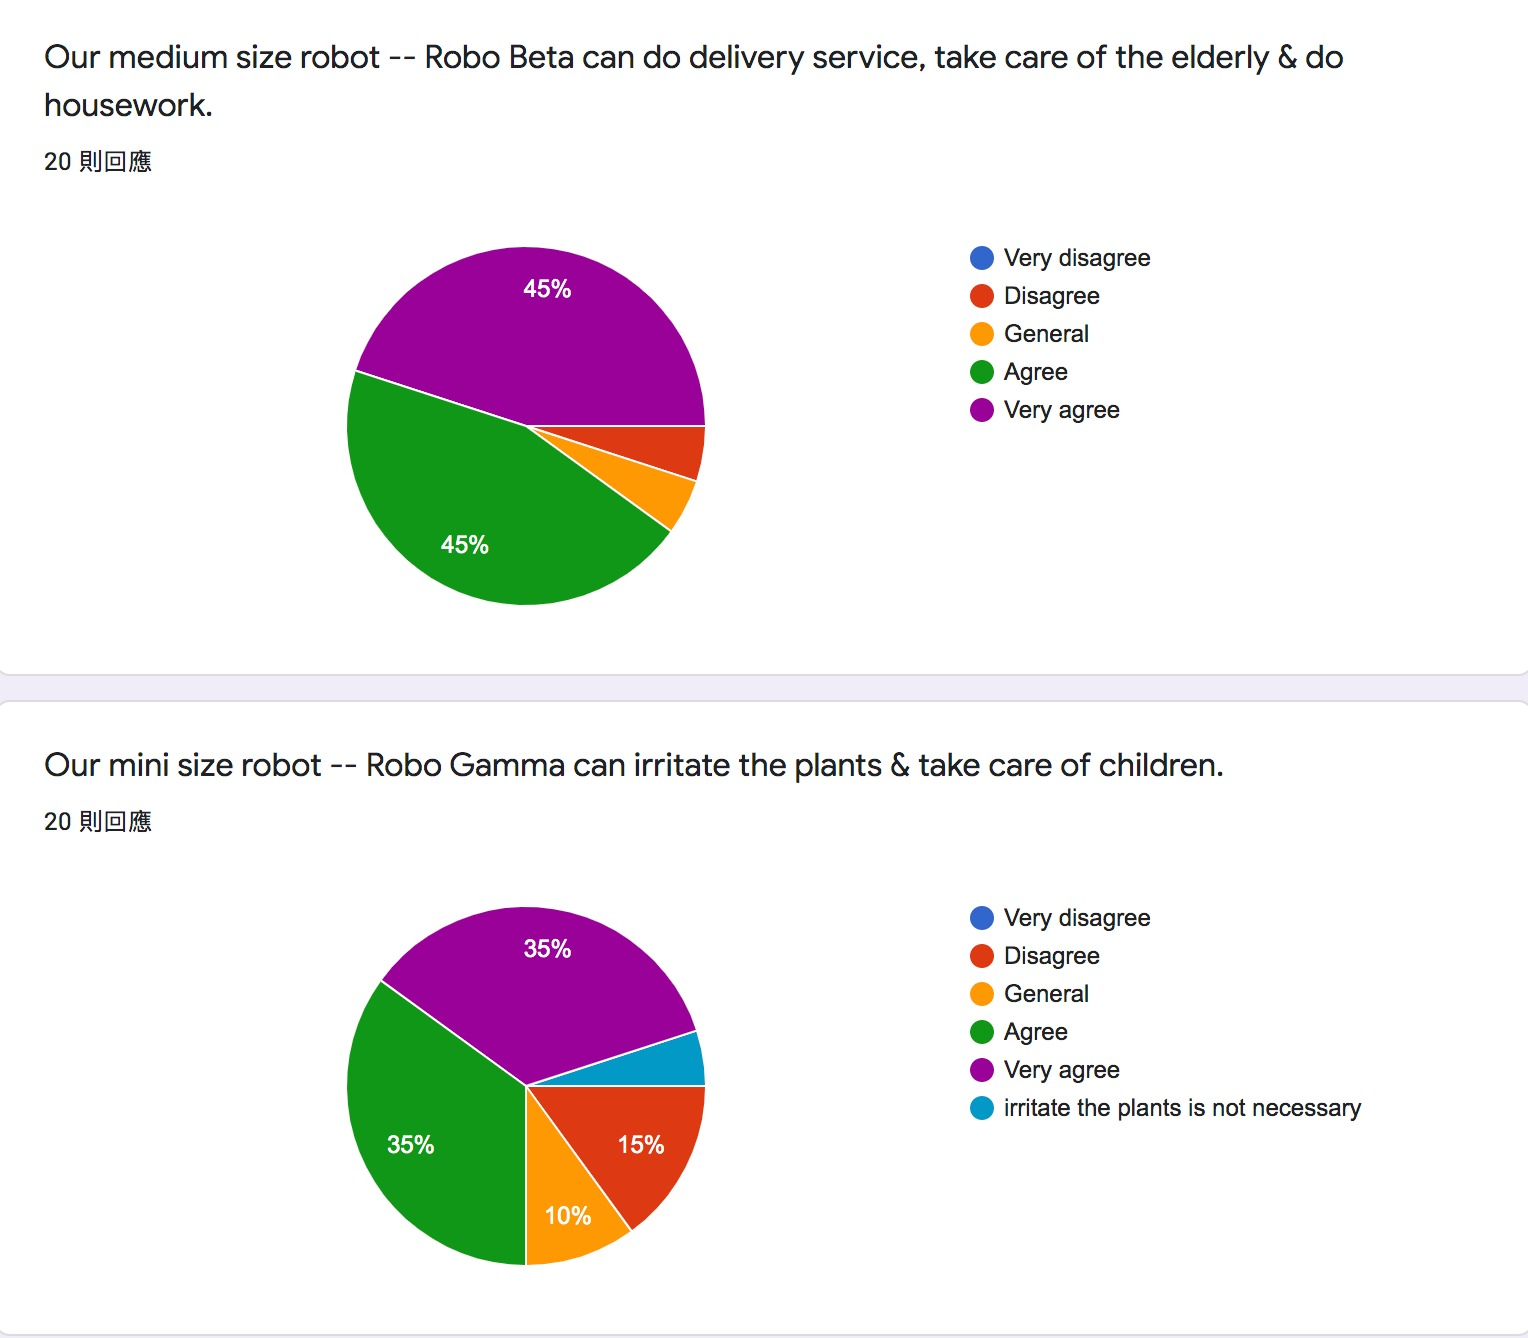 Our medium size robot -- Robo Beta can do delivery service, take care of the elderly & do
housework.
20 則回應
45%
45%
Very disagree
Disagree
General
Agree
Very agree
Our mini size robot -- Robo Gamma can irritate the plants & take care of children.
20 則回應
35%
35%
15%
10%
Very disagree
Disagree
General
Agree
Very agree
irritate the plants is not necessary